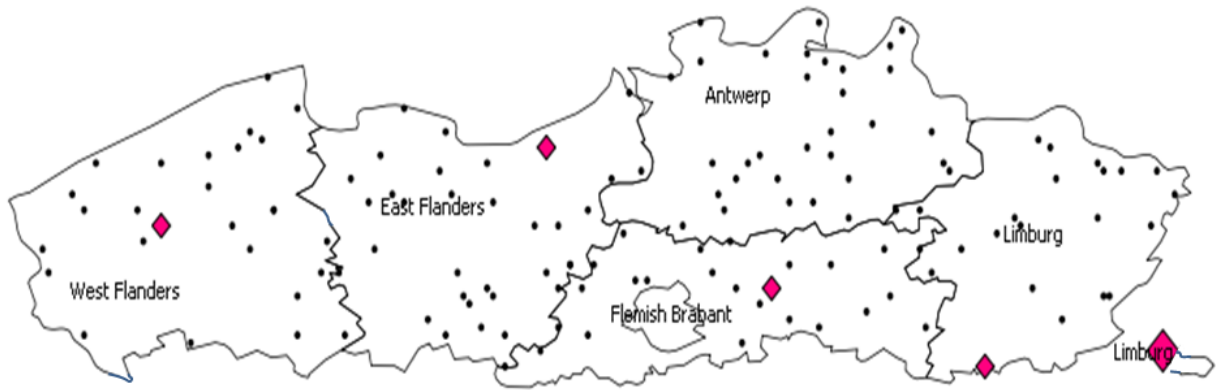 Antwerp
East Flanders
Limburg
West Flanders
Flemish Brabant
Limburg